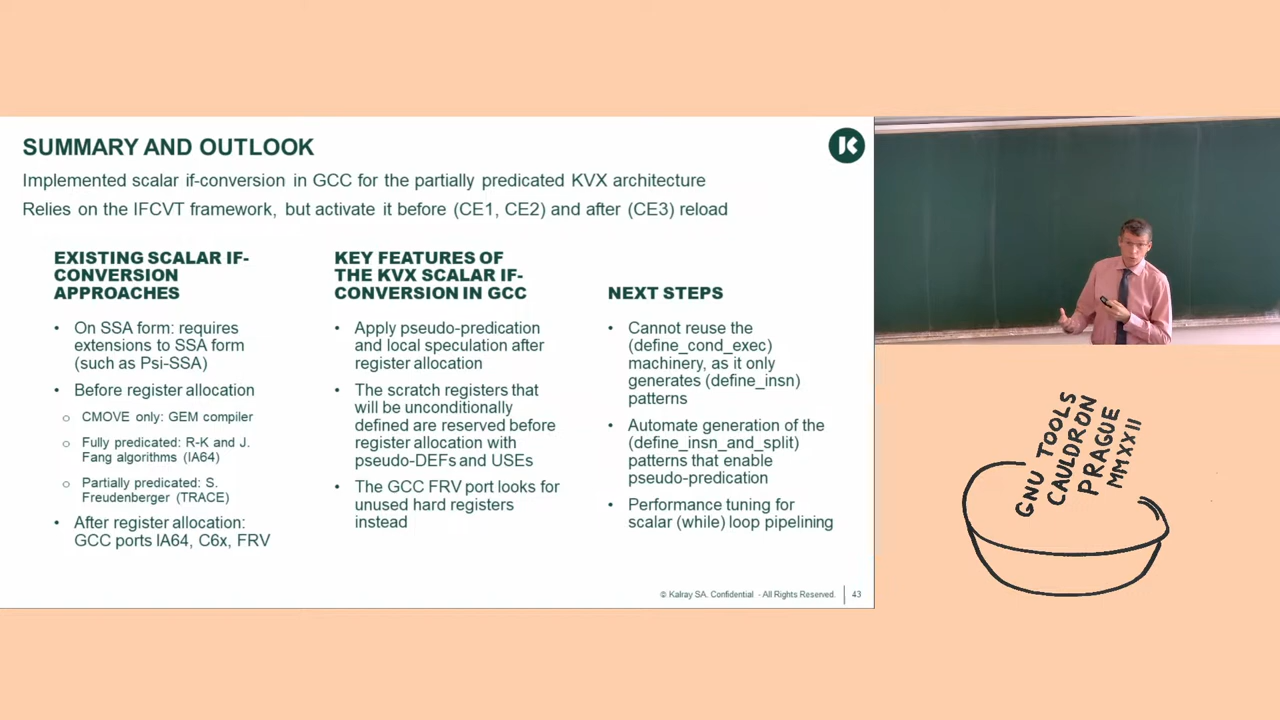 SUMMARY AND OUTLOOK
Implemented scalar if-conversion in GCC for the partially predicated KVX architecture
Relies on the IFCVT framework, but activate it before (CE1, CE2) and after (CE3) reload
EXISTING SCALAR IF-
CONVERSION
APPROACHES
• On SSA form: requires
extensions to SSA form
(such as Psi-SSA)
• Before register allocation
o CMOVE only: GEM compiler
o Fully predicated: R-K and J.
Fang algorithms (IA64)
o Partially predicated: S.
Freudenberger (TRACE)
• After register allocation:
GCC ports IA64, C6x, FRV
KEY FEATURES OF
THE KVX SCALAR IF-
CONVERSION IN GCC
• Apply pseudo-predication
and local speculation after
register allocation
• The scratch registers that
will be unconditionally
defined are reserved before
register allocation with
pseudo-DEFs and USEs
• The GCC FRV port looks for
unused hard registers
instead
NEXT STEPS
• Cannot reuse the
(define_cond_exec)
machinery, as it only
generates (define_insn)
patterns
• Automate generation of the
(define_insn_and_split)
patterns that enable
pseudo-predication
• Performance tuning for
scalar (while) loop pipelining
© Kalray SA. Confidential - All Rights Reserved.
43
GNU TOOLS
CAULDRON
PRAGUE
MMXXII